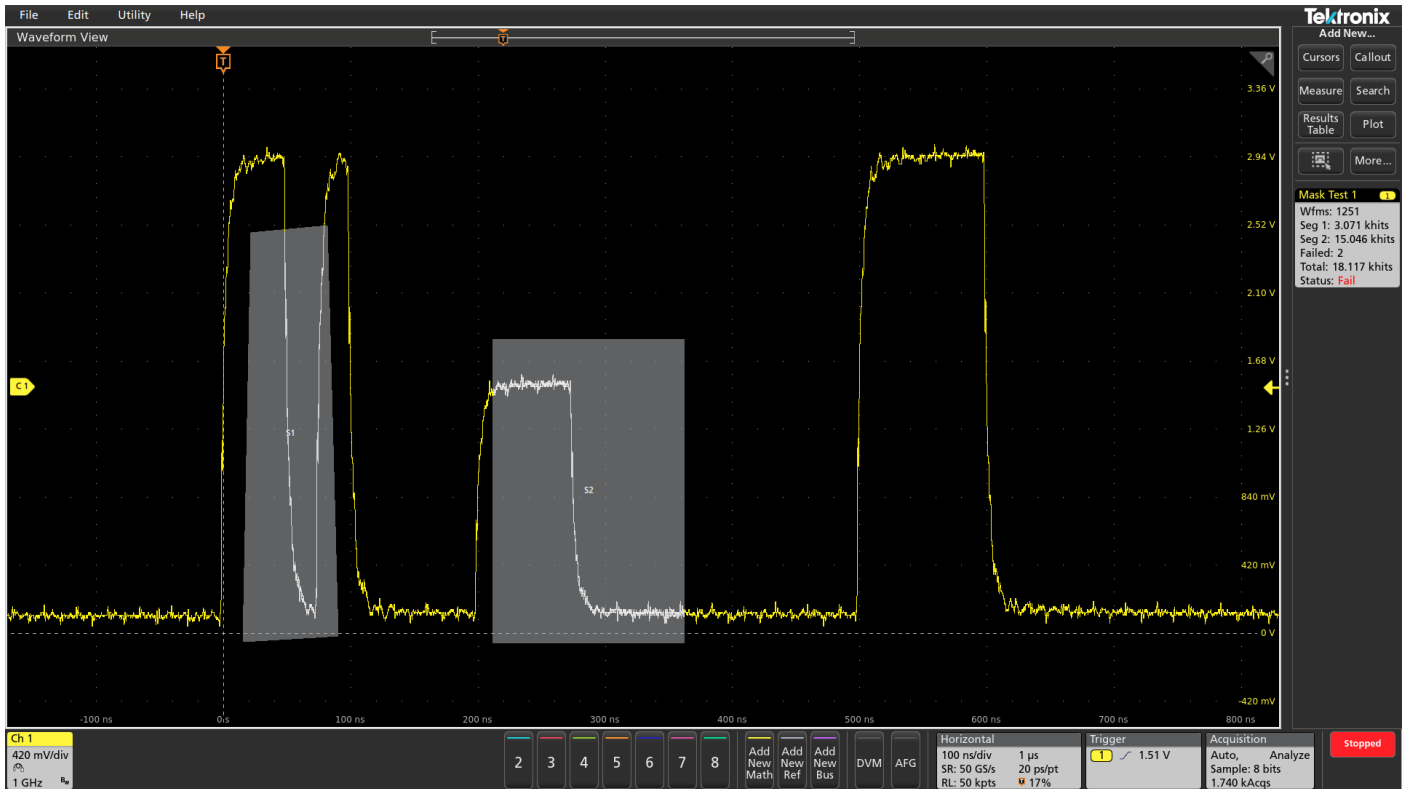 File Edit Utility Help
Tektronix
Waveform View
T
T
Add New...
Cursors Callout
Measure Search
Results Table Plot
More...
Mask Test 1 1
Wfms: 1251
Seg 1: 3.071 khits
Seg 2: 15.046 khits
Failed: 2
Total: 18.117 khits
Status: Fail
3.36 V
2.94 V
2.52 V
2.10 V
1.68 V
C 1
1.26 V
S1
S2
840 mV
420 mV
0 V
-420 mV
-100 ns 0 s 100 ns 200 ns 300 ns 400 ns 500 ns 600 ns 700 ns 800 ns
Ch 1
420 mV/div
1 GHz Bw
2 3 4 5 6 7 8
Add New Math
Add New Ref
Add New Bus
DVM AFG
Horizontal
100 ns/div 1 µs
SR: 50 GS/s 20 ps/pt
RL: 50 kpts 17%
Trigger
1 1.51 V
Acquisition
Auto, Analyze
Sample: 8 bits
1.740 kAcqs
Stopped